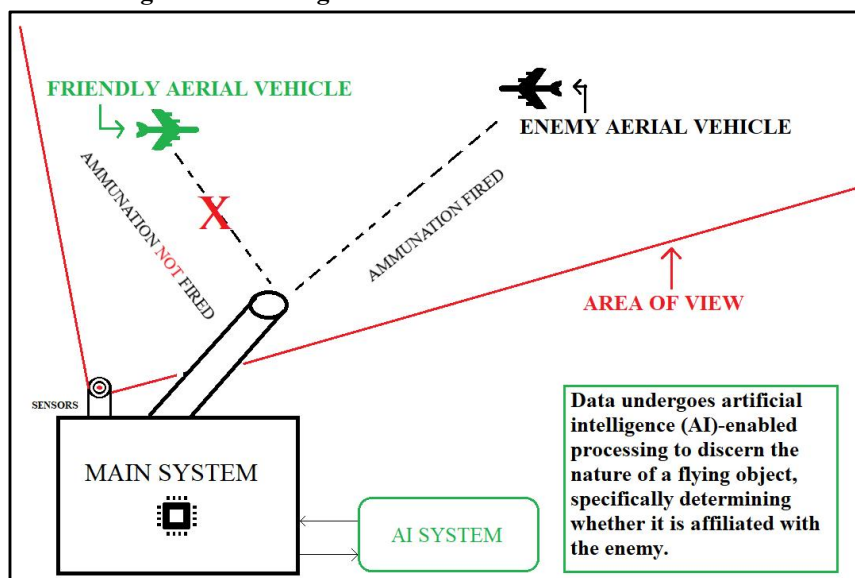 FRIENDLY AERIAL VEHICLE
ENEMY AERIAL VEHICLE
AMMUNATION NOT FIRED
X
AMMUNATION FIRED
AREA OF VIEW
SENSORS
MAIN SYSTEM
AI SYSTEM
Data undergoes artificial
intelligence (AI)-enabled
processing to discern the
nature of a flying object,
specifically determining
whether it is affiliated with
the enemy.